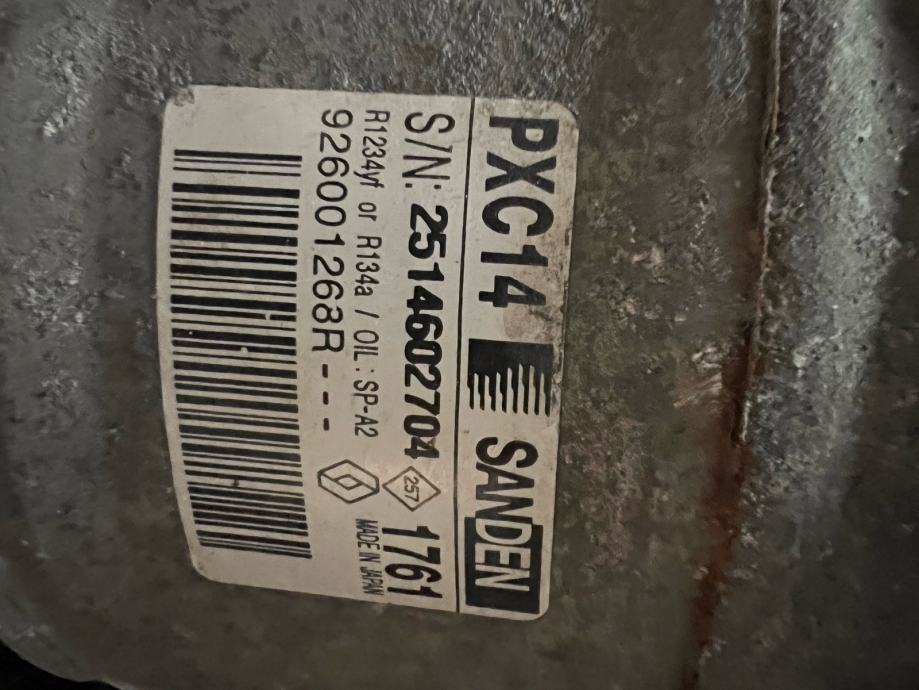 PXC14 SANDEN
S/N: 2514602704 257 1761
R1234yf or R134a / OIL : SP-A2 MADE IN JAPAN
926001268R---